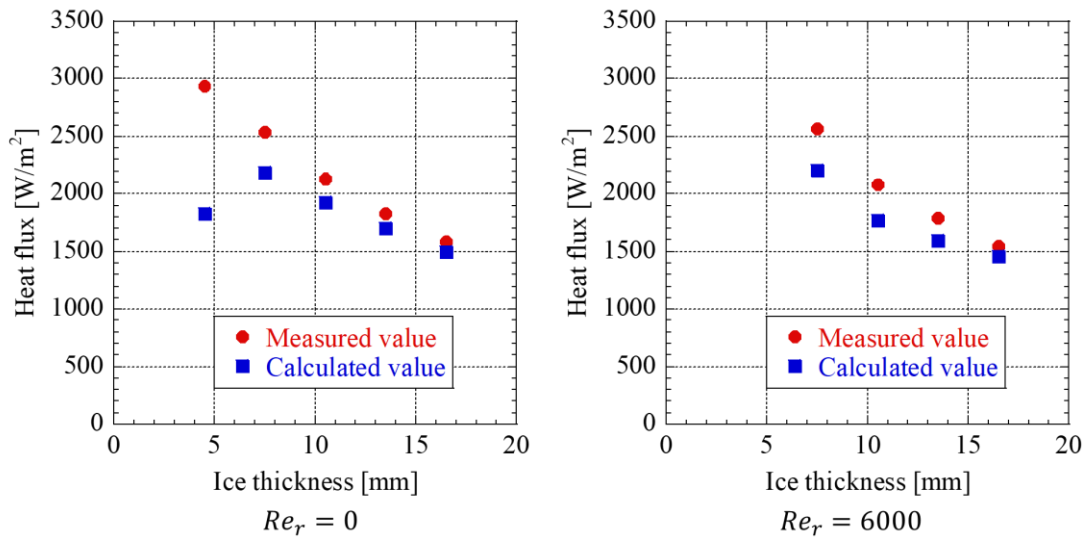 3500
3000
2500
2000
1500
1000
500
0
Heat flux [W/m²]
Measured value
Calculated value
0 5 10 15 20
Ice thickness [mm]
Re_r = 0
3500
3000
2500
2000
1500
1000
500
0
Heat flux [W/m²]
Measured value
Calculated value
0 5 10 15 20
Ice thickness [mm]
Re_r = 6000